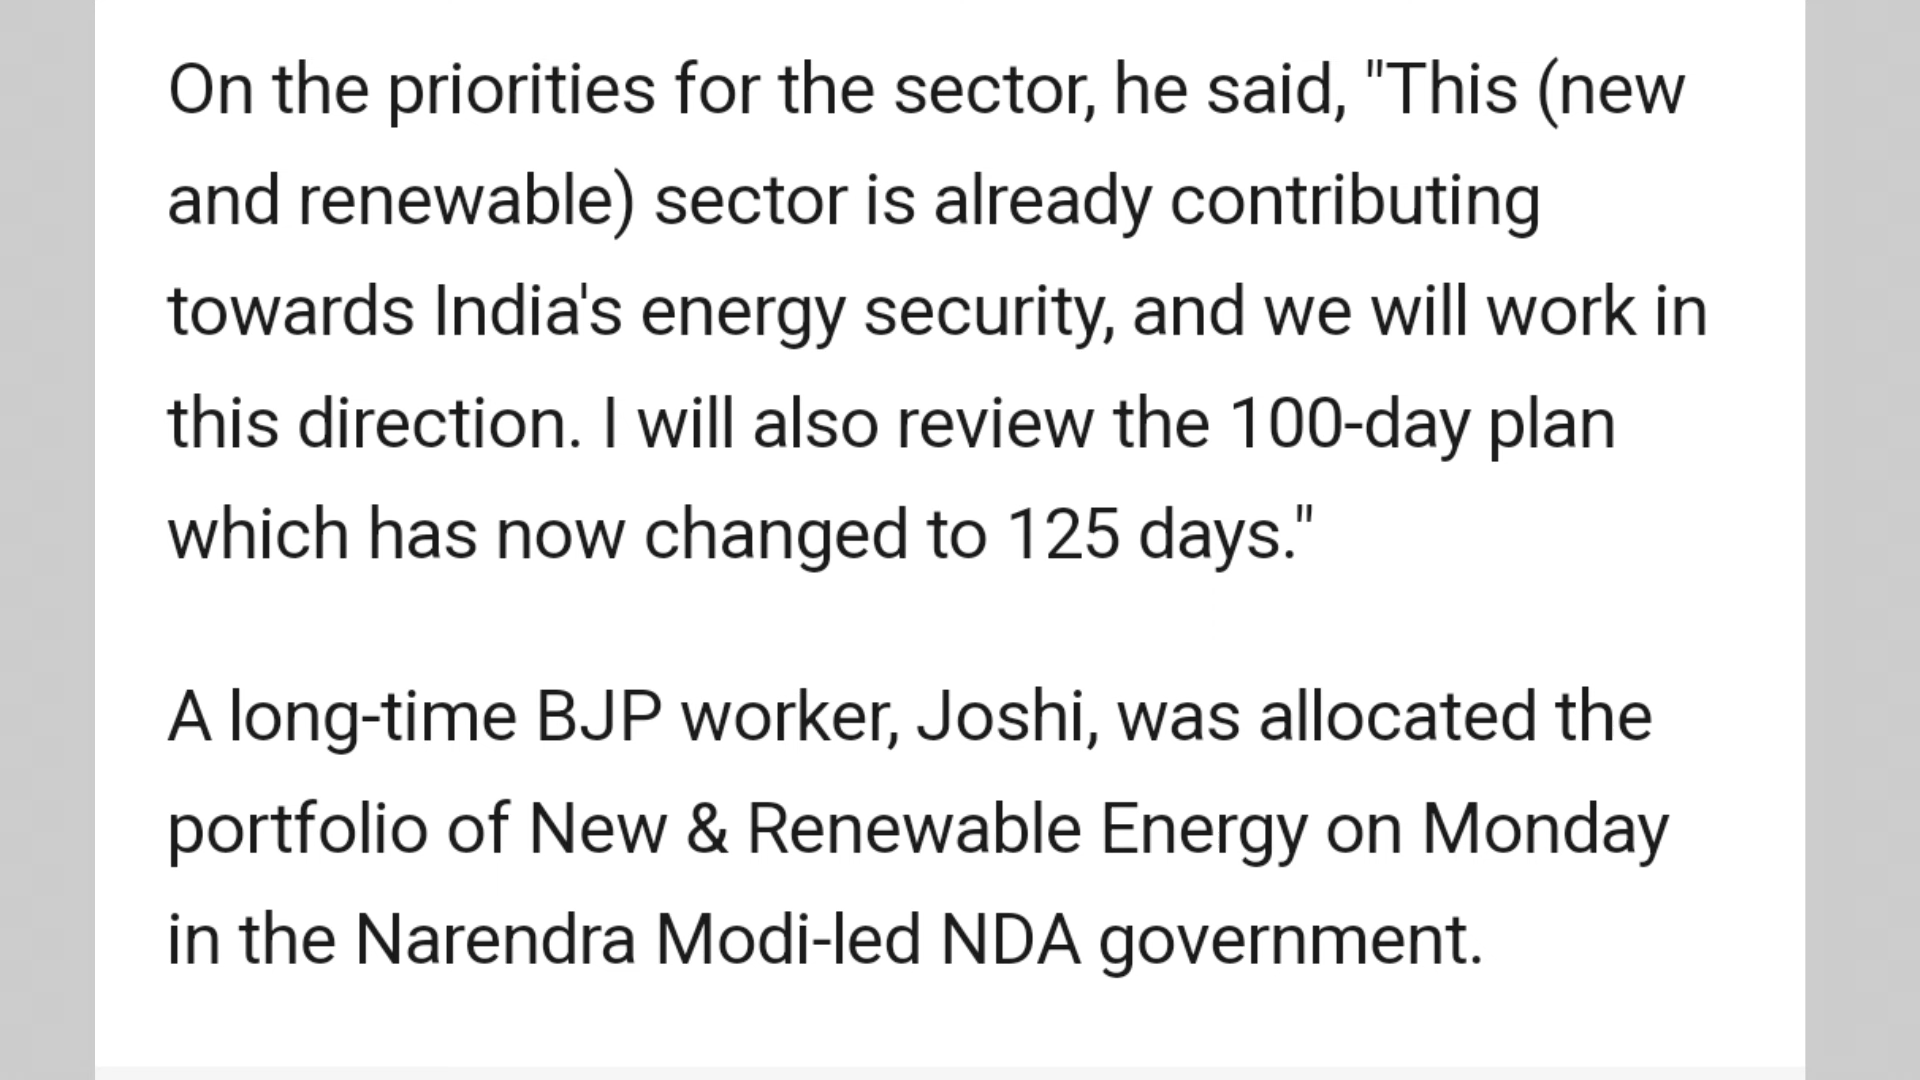 On the priorities for the sector, he said, "This (new
and renewable) sector is already contributing
towards India's energy security, and we will work in
this direction. I will also review the 100-day plan
which has now changed to 125 days."
A long-time BJP worker, Joshi, was allocated the
portfolio of New & Renewable Energy on Monday
in the Narendra Modi-led NDA government.